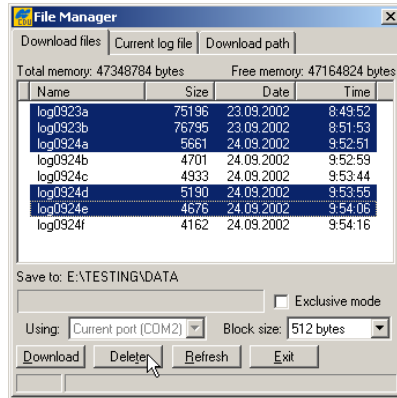 CDU File Manager
Download files Current log file Download path
Total memory: 47348784 bytes Free memory: 47164824 bytes
Name Size Date Time
log0923a 75196 23.09.2002 8:49:52
log0923b 76795 23.09.2002 8:51:53
log0924a 5661 24.09.2002 9:52:51
log0924b 4701 24.09.2002 9:52:59
log0924c 4933 24.09.2002 9:53:44
log0924d 5190 24.09.2002 9:53:55
log0924e 4676 24.09.2002 9:54:06
log0924f 4162 24.09.2002 9:54:16
Save to: E:\TESTING\DATA
Exclusive mode
Using: Current port (COM2) Block size: 512 bytes
Download Delete Refresh Exit